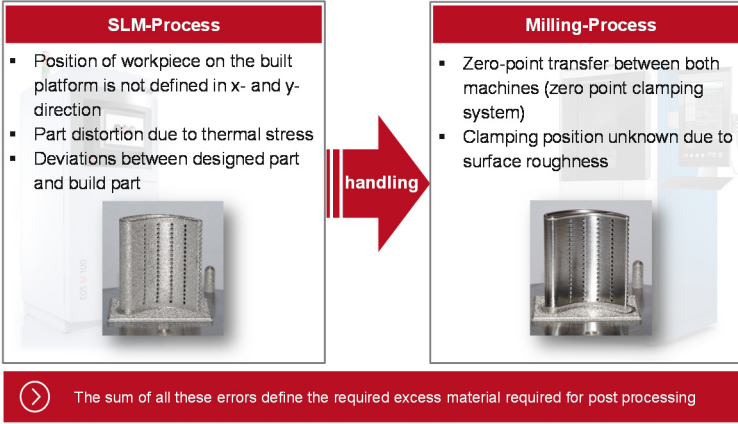 SLM-Process
Position of workpiece on the built
platform is not defined in x- and y-
direction
Part distortion due to thermal stress
Deviations between designed part
and build part
handling
Milling-Process
Zero-point transfer between both
machines (zero point clamping
system)
Clamping position unknown due to
surface roughness
The sum of all these errors define the required excess material required for post processing